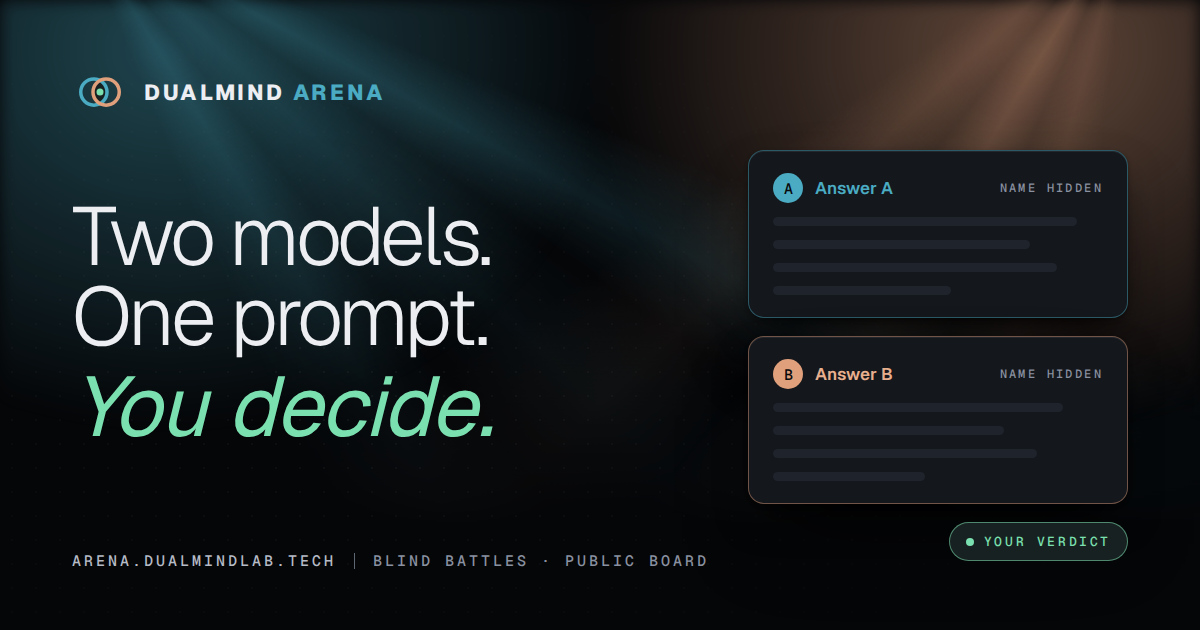 DUALMIND ARENA
Two models.
One prompt.
You decide.
ARENA.DUALMINDLAB.TECH | BLIND BATTLES · PUBLIC BOARD
A Answer A NAME HIDDEN
B Answer B NAME HIDDEN
YOUR VERDICT